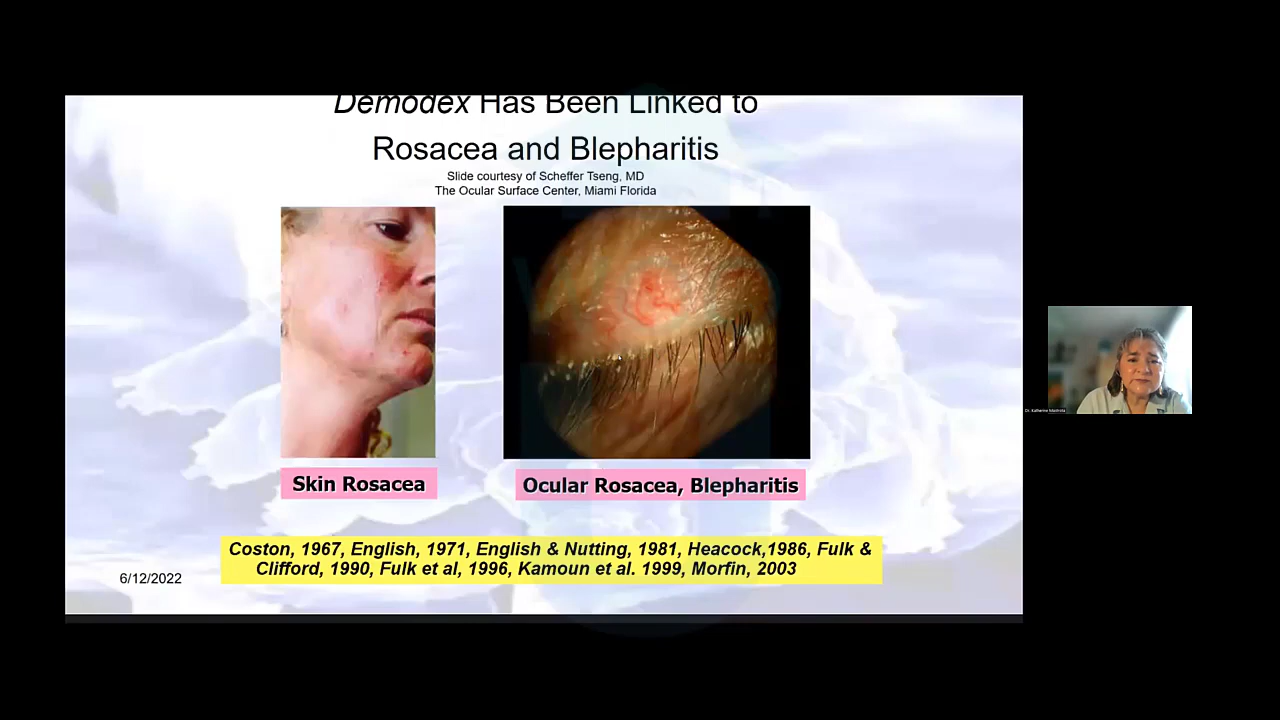 Demodex Has Been Linked to
Rosacea and Blepharitis
Slide courtesy of Scheffer Tseng, MD
The Ocular Surface Center, Miami Florida
Skin Rosacea
Ocular Rosacea, Blepharitis
Coston, 1967, English, 1971, English & Nutting, 1981, Heacock,1986, Fulk &
Clifford, 1990, Fulk et al, 1996, Kamoun et al. 1999, Morfin, 2003
6/12/2022
Dr. Katherine